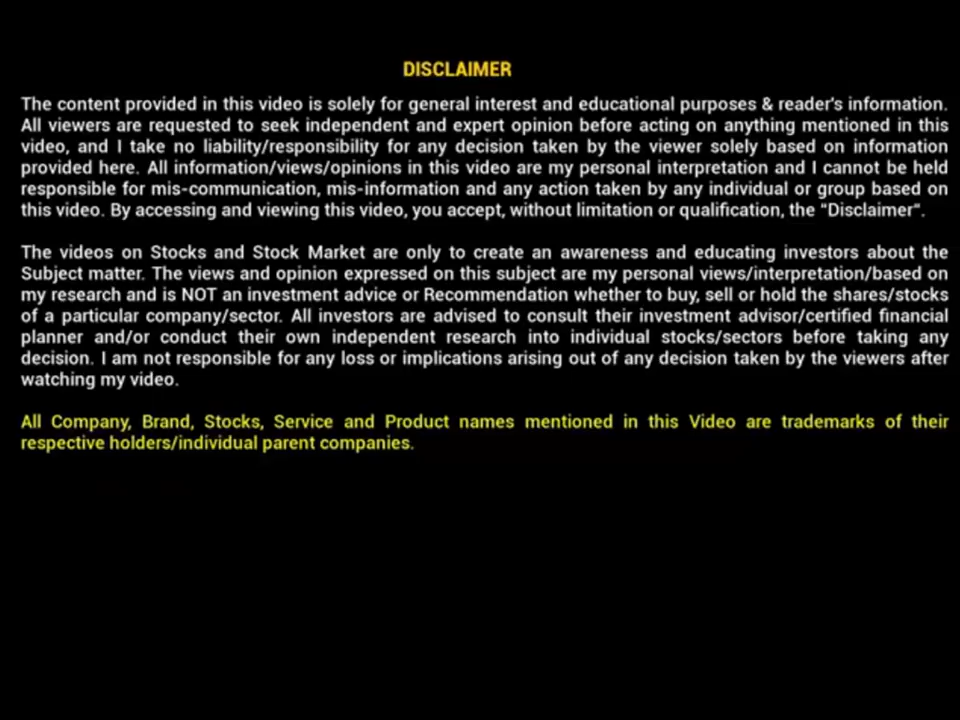 DISCLAIMER
The content provided in this video is solely for general interest and educational purposes & reader's information.
All viewers are requested to seek independent and expert opinion before acting on anything mentioned in this
video, and I take no liability/responsibility for any decision taken by the viewer solely based on information
provided here. All information/views/opinions in this video are my personal interpretation and I cannot be held
responsible for mis-communication, mis-information and any action taken by any individual or group based on
this video. By accessing and viewing this video, you accept, without limitation or qualification, the "Disclaimer".
The videos on Stocks and Stock Market are only to create an awareness and educating investors about the
Subject matter. The views and opinion expressed on this subject are my personal views/interpretation/based on
my research and is NOT an investment advice or Recommendation whether to buy, sell or hold the shares/stocks
of a particular company/sector. All investors are advised to consult their investment advisor/certified financial
planner and/or conduct their own independent research into individual stocks/sectors before taking any
decision. I am not responsible for any loss or implications arising out of any decision taken by the viewers after
watching my video.
All Company, Brand, Stocks, Service and Product names mentioned in this Video are trademarks of their
respective holders/individual parent companies.